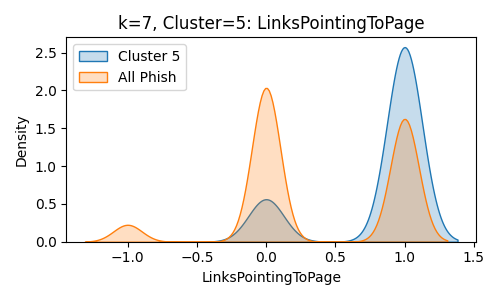 k=7, Cluster=5: LinksPointingToPage
Cluster 5
All Phish
Density
2.5
2.0
1.5
1.0
0.5
0.0
−1.0
−0.5
0.0
0.5
1.0
1.5
LinksPointingToPage